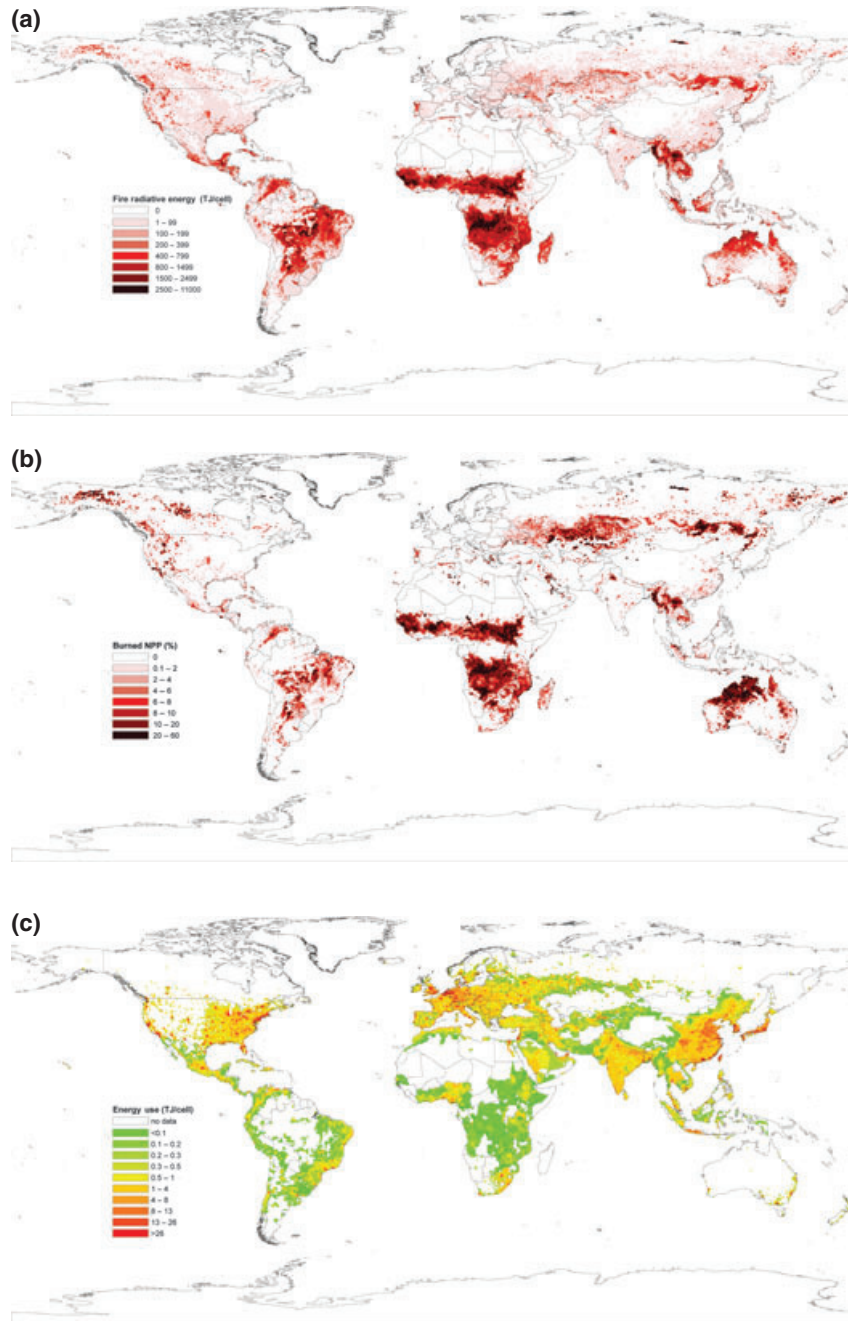 (a)
Fire radiative energy (TJ/cell)
0
1 – 99
100 – 199
200 – 399
400 – 799
800 – 1499
1500 – 2499
2500 – 11000
(b)
Burned NPP (%)
0
0.1 – 2
2 – 4
4 – 6
6 – 8
8 – 10
10 – 20
20 – 60
(c)
Energy use (TJ/cell)
no data
<0.1
0.1 – 0.2
0.2 – 0.3
0.3 – 0.5
0.5 – 1
1 – 4
4 – 8
8 – 13
13 – 26
>26